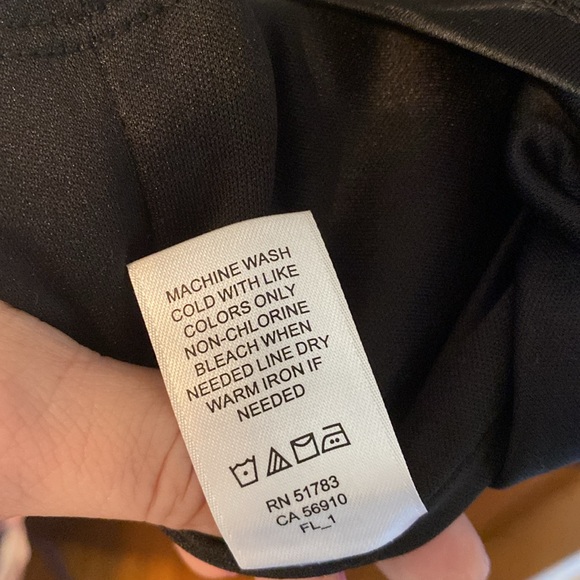 MACHINE WASH
COLD WITH LIKE
COLORS ONLY
NON-CHLORINE
BLEACH WHEN
NEEDED LINE DRY
WARM IRON IF
NEEDED
RN 51783
CA 56910
FL_1